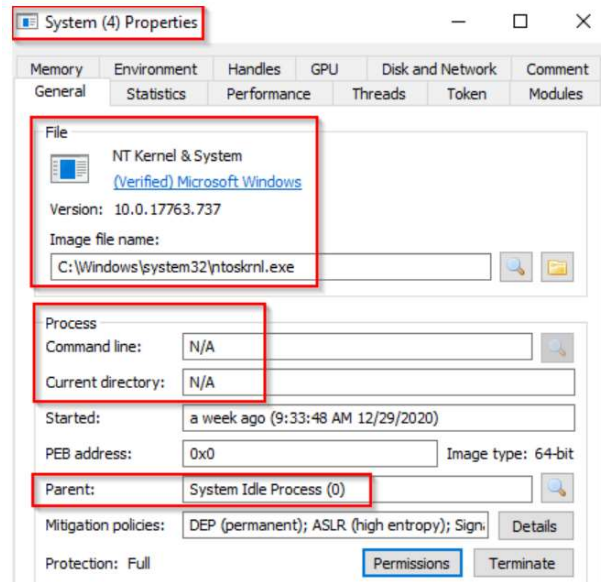 System (4) Properties
Memory Environment Handles GPU Disk and Network Comment
General Statistics Performance Threads Token Modules
File
NT Kernel & System
(Verified) Microsoft Windows
Version: 10.0.17763.737
Image file name:
C:\Windows\system32\ntoskrnl.exe
Process
Command line: N/A
Current directory: N/A
Started: a week ago (9:33:48 AM 12/29/2020)
PEB address: 0x0 Image type: 64-bit
Parent: System Idle Process (0)
Mitigation policies: DEP (permanent); ASLR (high entropy); Sign Details
Protection: Full Permissions Terminate